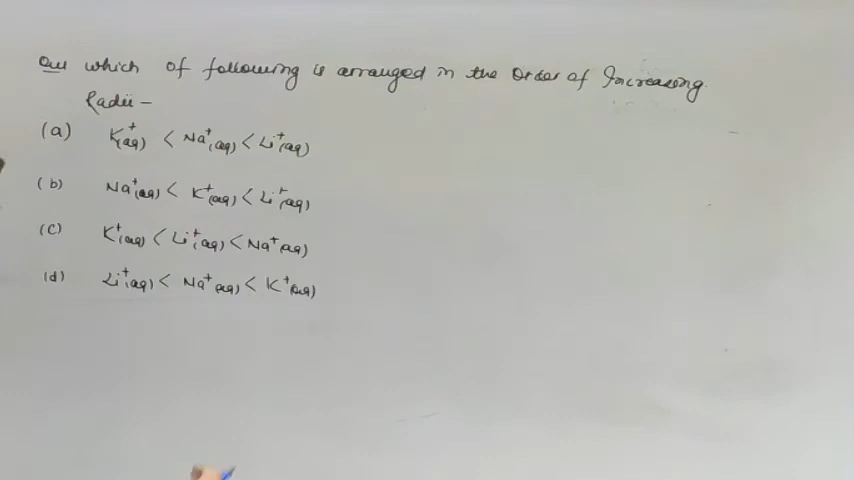 Que which of following is arranged in the Order of Increasing
Radii –
(a) K⁺(aq) < Na⁺(aq) < Li⁺(aq)
(b) Na⁺(aq) < K⁺(aq) < Li⁺(aq)
(c) K⁺(aq) < Li⁺(aq) < Na⁺(aq)
(d) Li⁺(aq) < Na⁺(aq) < K⁺(aq)